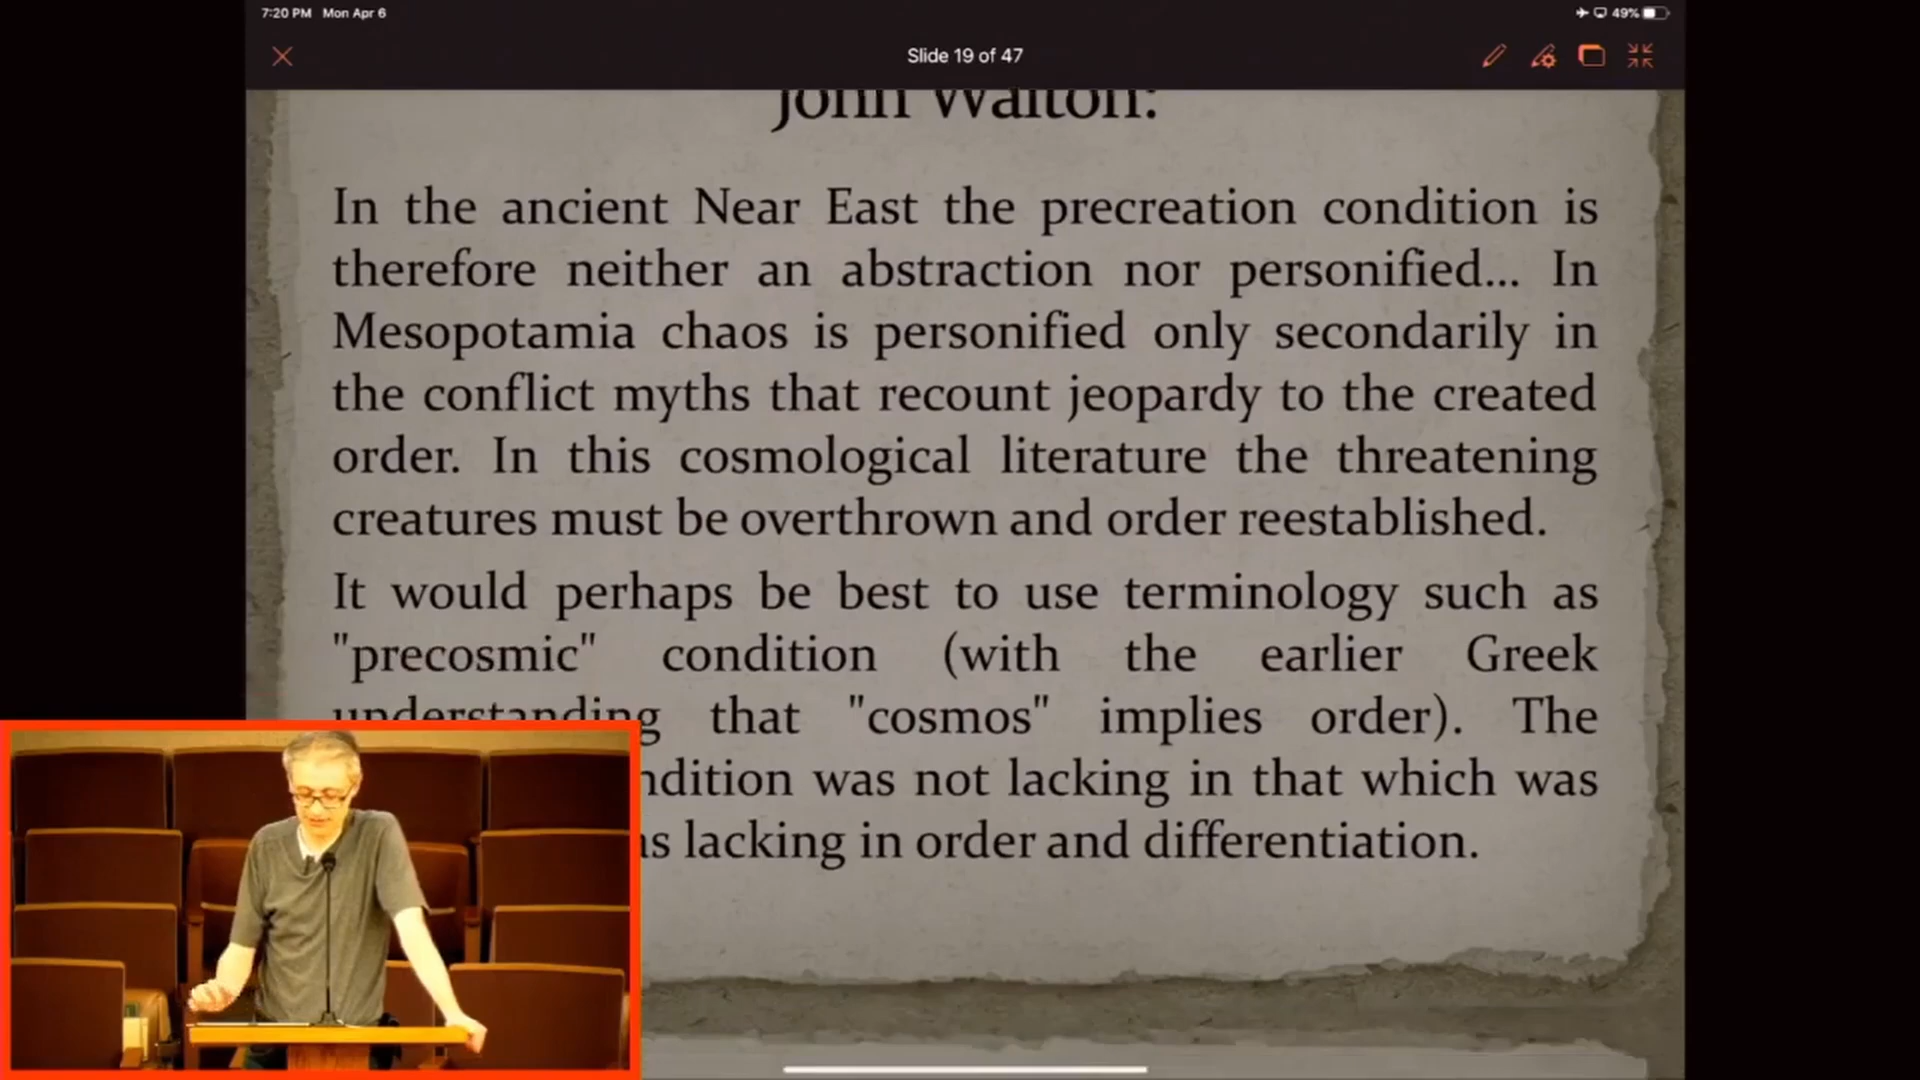 7:20 PM Mon Apr 6
49%
Slide 19 of 47
John Walton:
In the ancient Near East the precreation condition is
therefore neither an abstraction nor personified... In
Mesopotamia chaos is personified only secondarily in
the conflict myths that recount jeopardy to the created
order. In this cosmological literature the threatening
creatures must be overthrown and order reestablished.
It would perhaps be best to use terminology such as
"precosmic" condition (with the earlier Greek
understanding that "cosmos" implies order). The
ndition was not lacking in that which was
s lacking in order and differentiation.